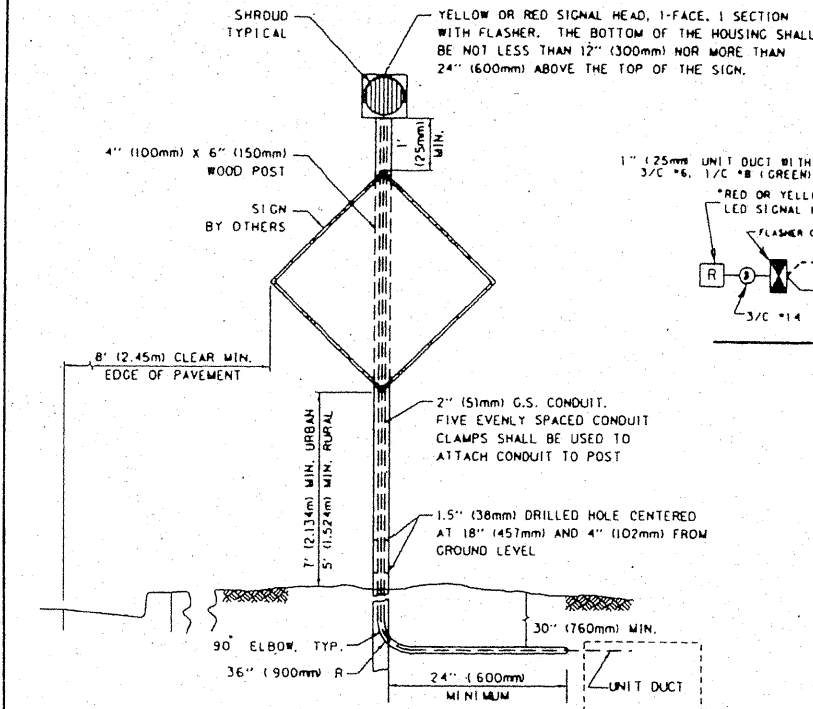 SHROUD
TYPICAL
YELLOW OR RED SIGNAL HEAD, 1-FACE, 1 SECTION
WITH FLASHER. THE BOTTOM OF THE HOUSING SHALL
BE NOT LESS THAN 12" (300mm) NOR MORE THAN
24" (600mm) ABOVE THE TOP OF THE SIGN.
1'
(25mm)
MIN.
4" (100mm) X 6" (150mm)
WOOD POST
SIGN
BY OTHERS
1" (25mm UNIT DUCT WITH
3/C #6, 1/C #8 (GREEN)
*RED OR
LED SIGNAL
FLASHER
R
3/C #14
8' (2.45m) CLEAR MIN.
EDGE OF PAVEMENT
7' (2.134m) MIN. URBAN
5' (1.524m) MIN. RURAL
2" (51mm) G.S. CONDUIT.
FIVE EVENLY SPACED CONDUIT
CLAMPS SHALL BE USED TO
ATTACH CONDUIT TO POST
1.5" (38mm) DRILLED HOLE CENTERED
AT 18" (457mm) AND 4" (102mm) FROM
GROUND LEVEL
30" (760mm) MIN.
90° ELBOW, TYP.
36" (900mm) R
24" (600mm)
MINIMUM
UNIT DUCT